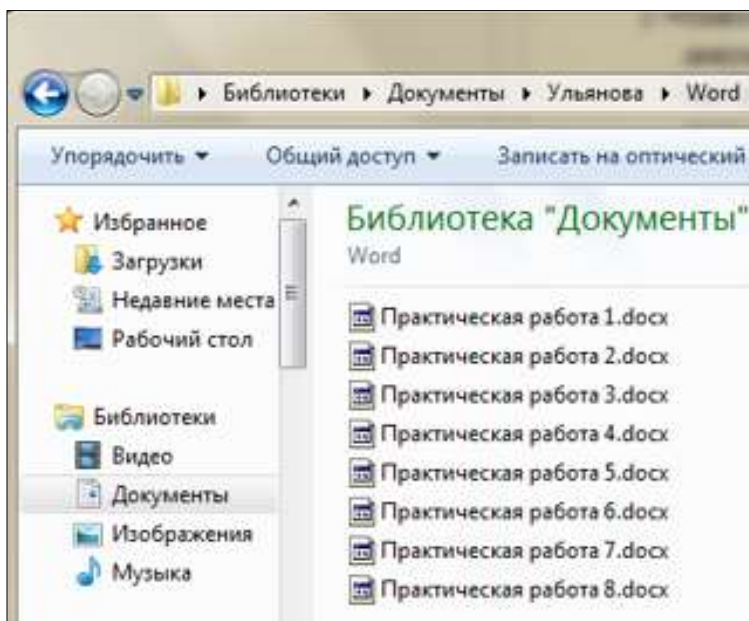 Библиотеки ▸ Документы ▸ Ульянова ▸ Word
Упорядочить Общий доступ Записать на оптический
Избранное
Загрузки
Недавние места
Рабочий стол
Библиотеки
Видео
Документы
Изображения
Музыка
Библиотека "Документы"
Word
Практическая работа 1.docx
Практическая работа 2.docx
Практическая работа 3.docx
Практическая работа 4.docx
Практическая работа 5.docx
Практическая работа 6.docx
Практическая работа 7.docx
Практическая работа 8.docx